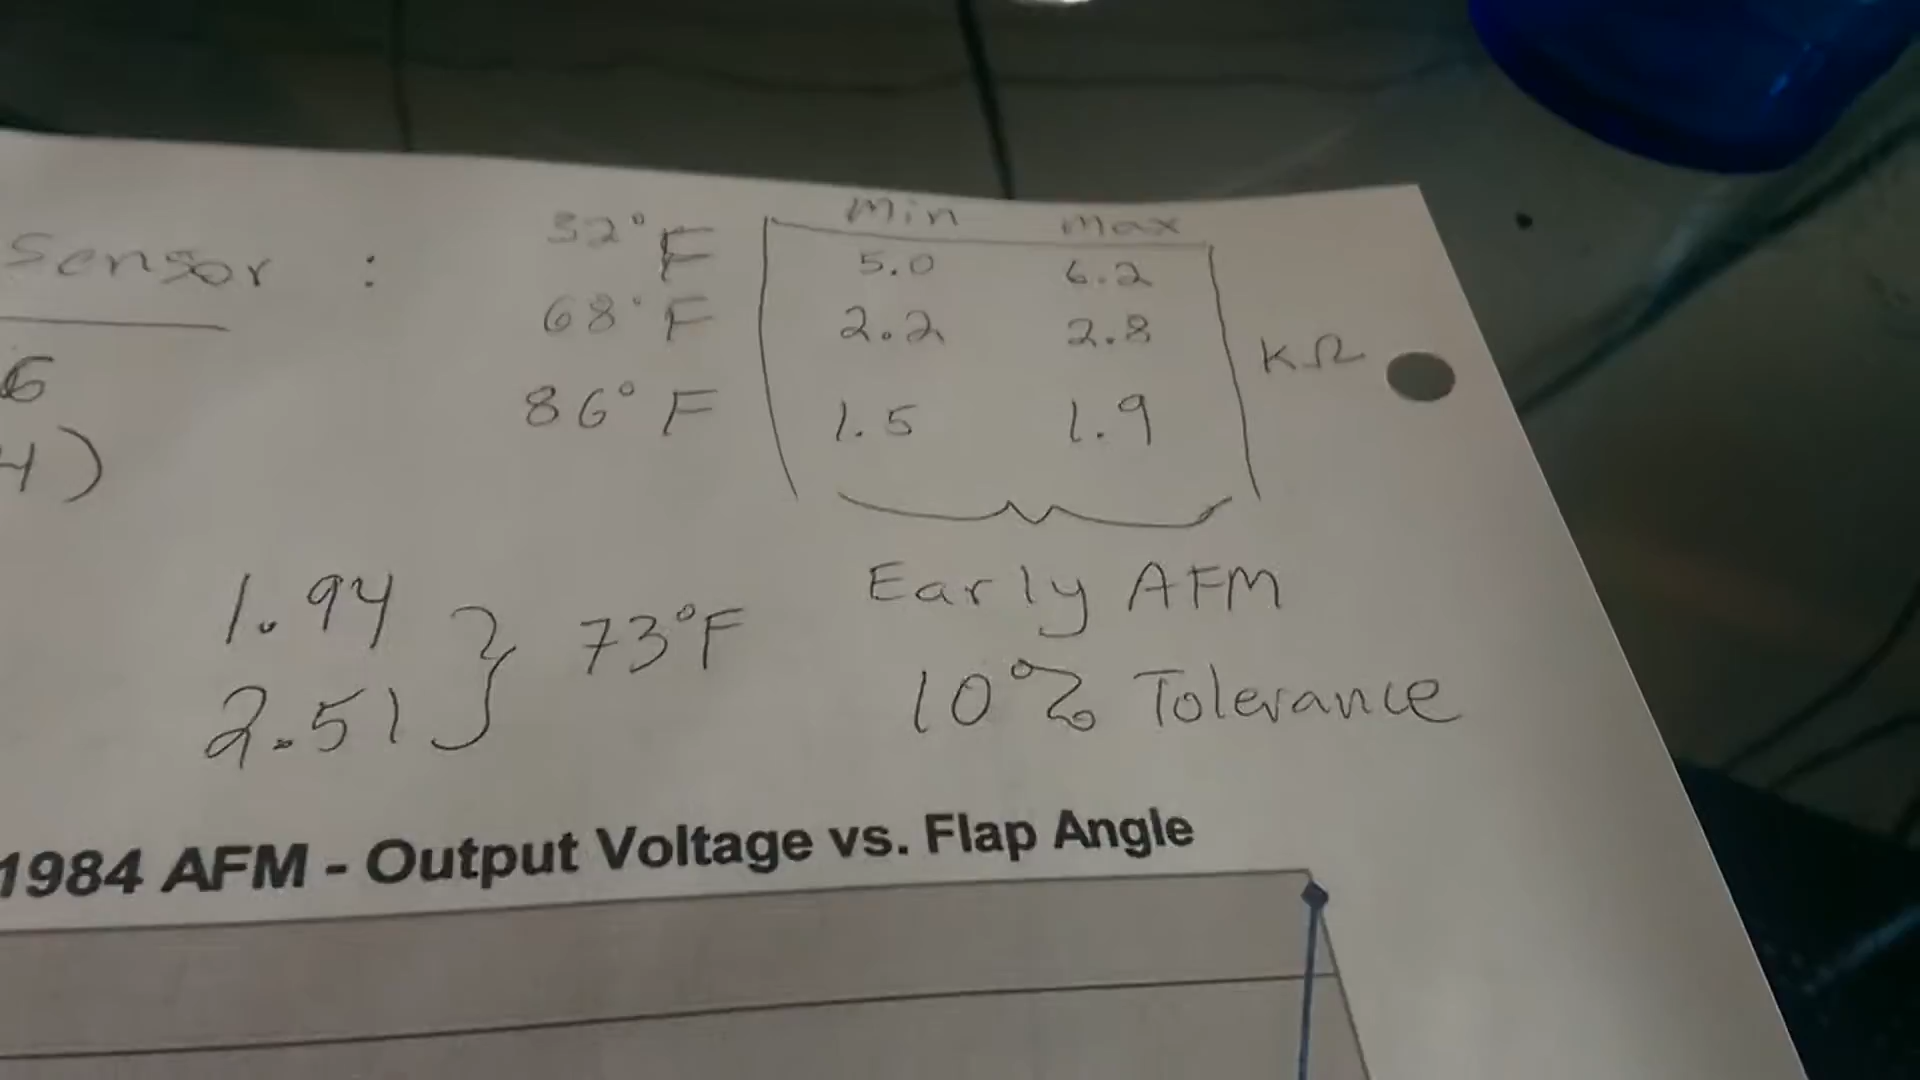 Min max
Sensor : 32°F 5.0 6.2
68°F 2.2 2.8 KΩ
6
86°F 1.5 1.9
4)
1.94
2.51 } 73°F
Early AFM
10% Tolerance
1984 AFM - Output Voltage vs. Flap Angle